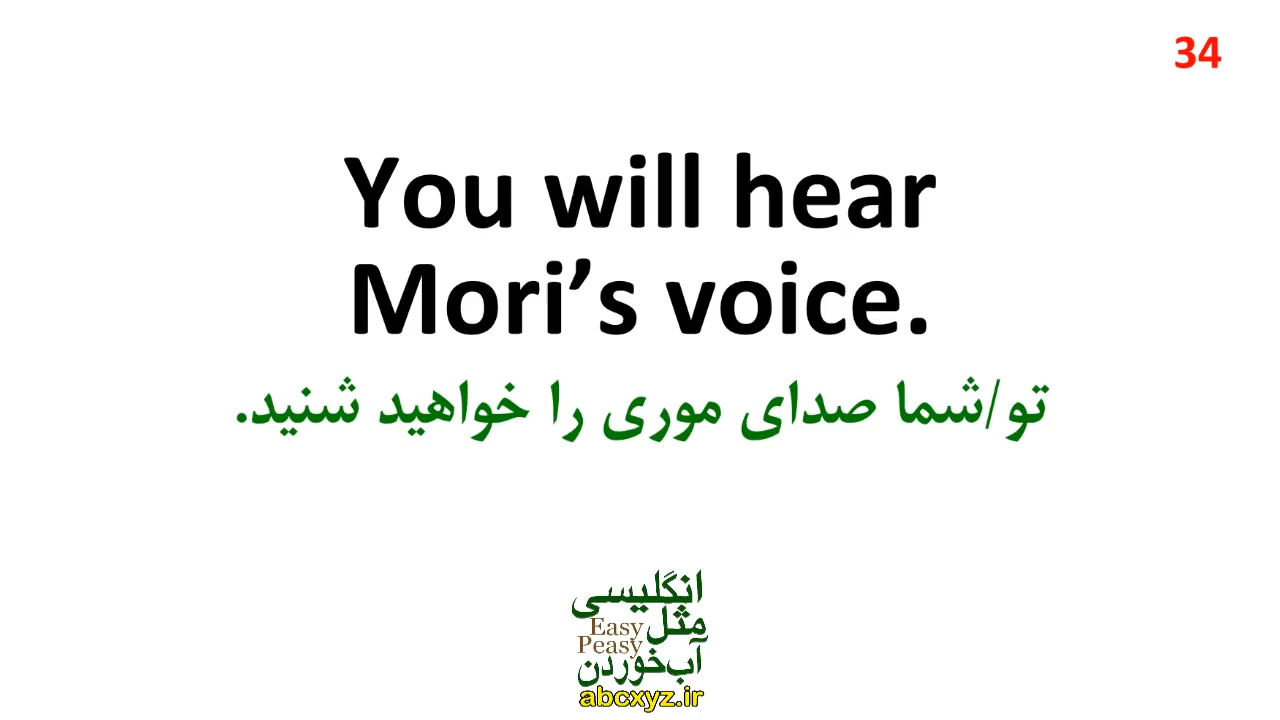 34
You will hear
Mori’s voice.
تو/شما صدای موری را خواهید شنید.
انگلیسی
مثل
Easy
Peasy
آب‌خوردن
abcxyz.ir